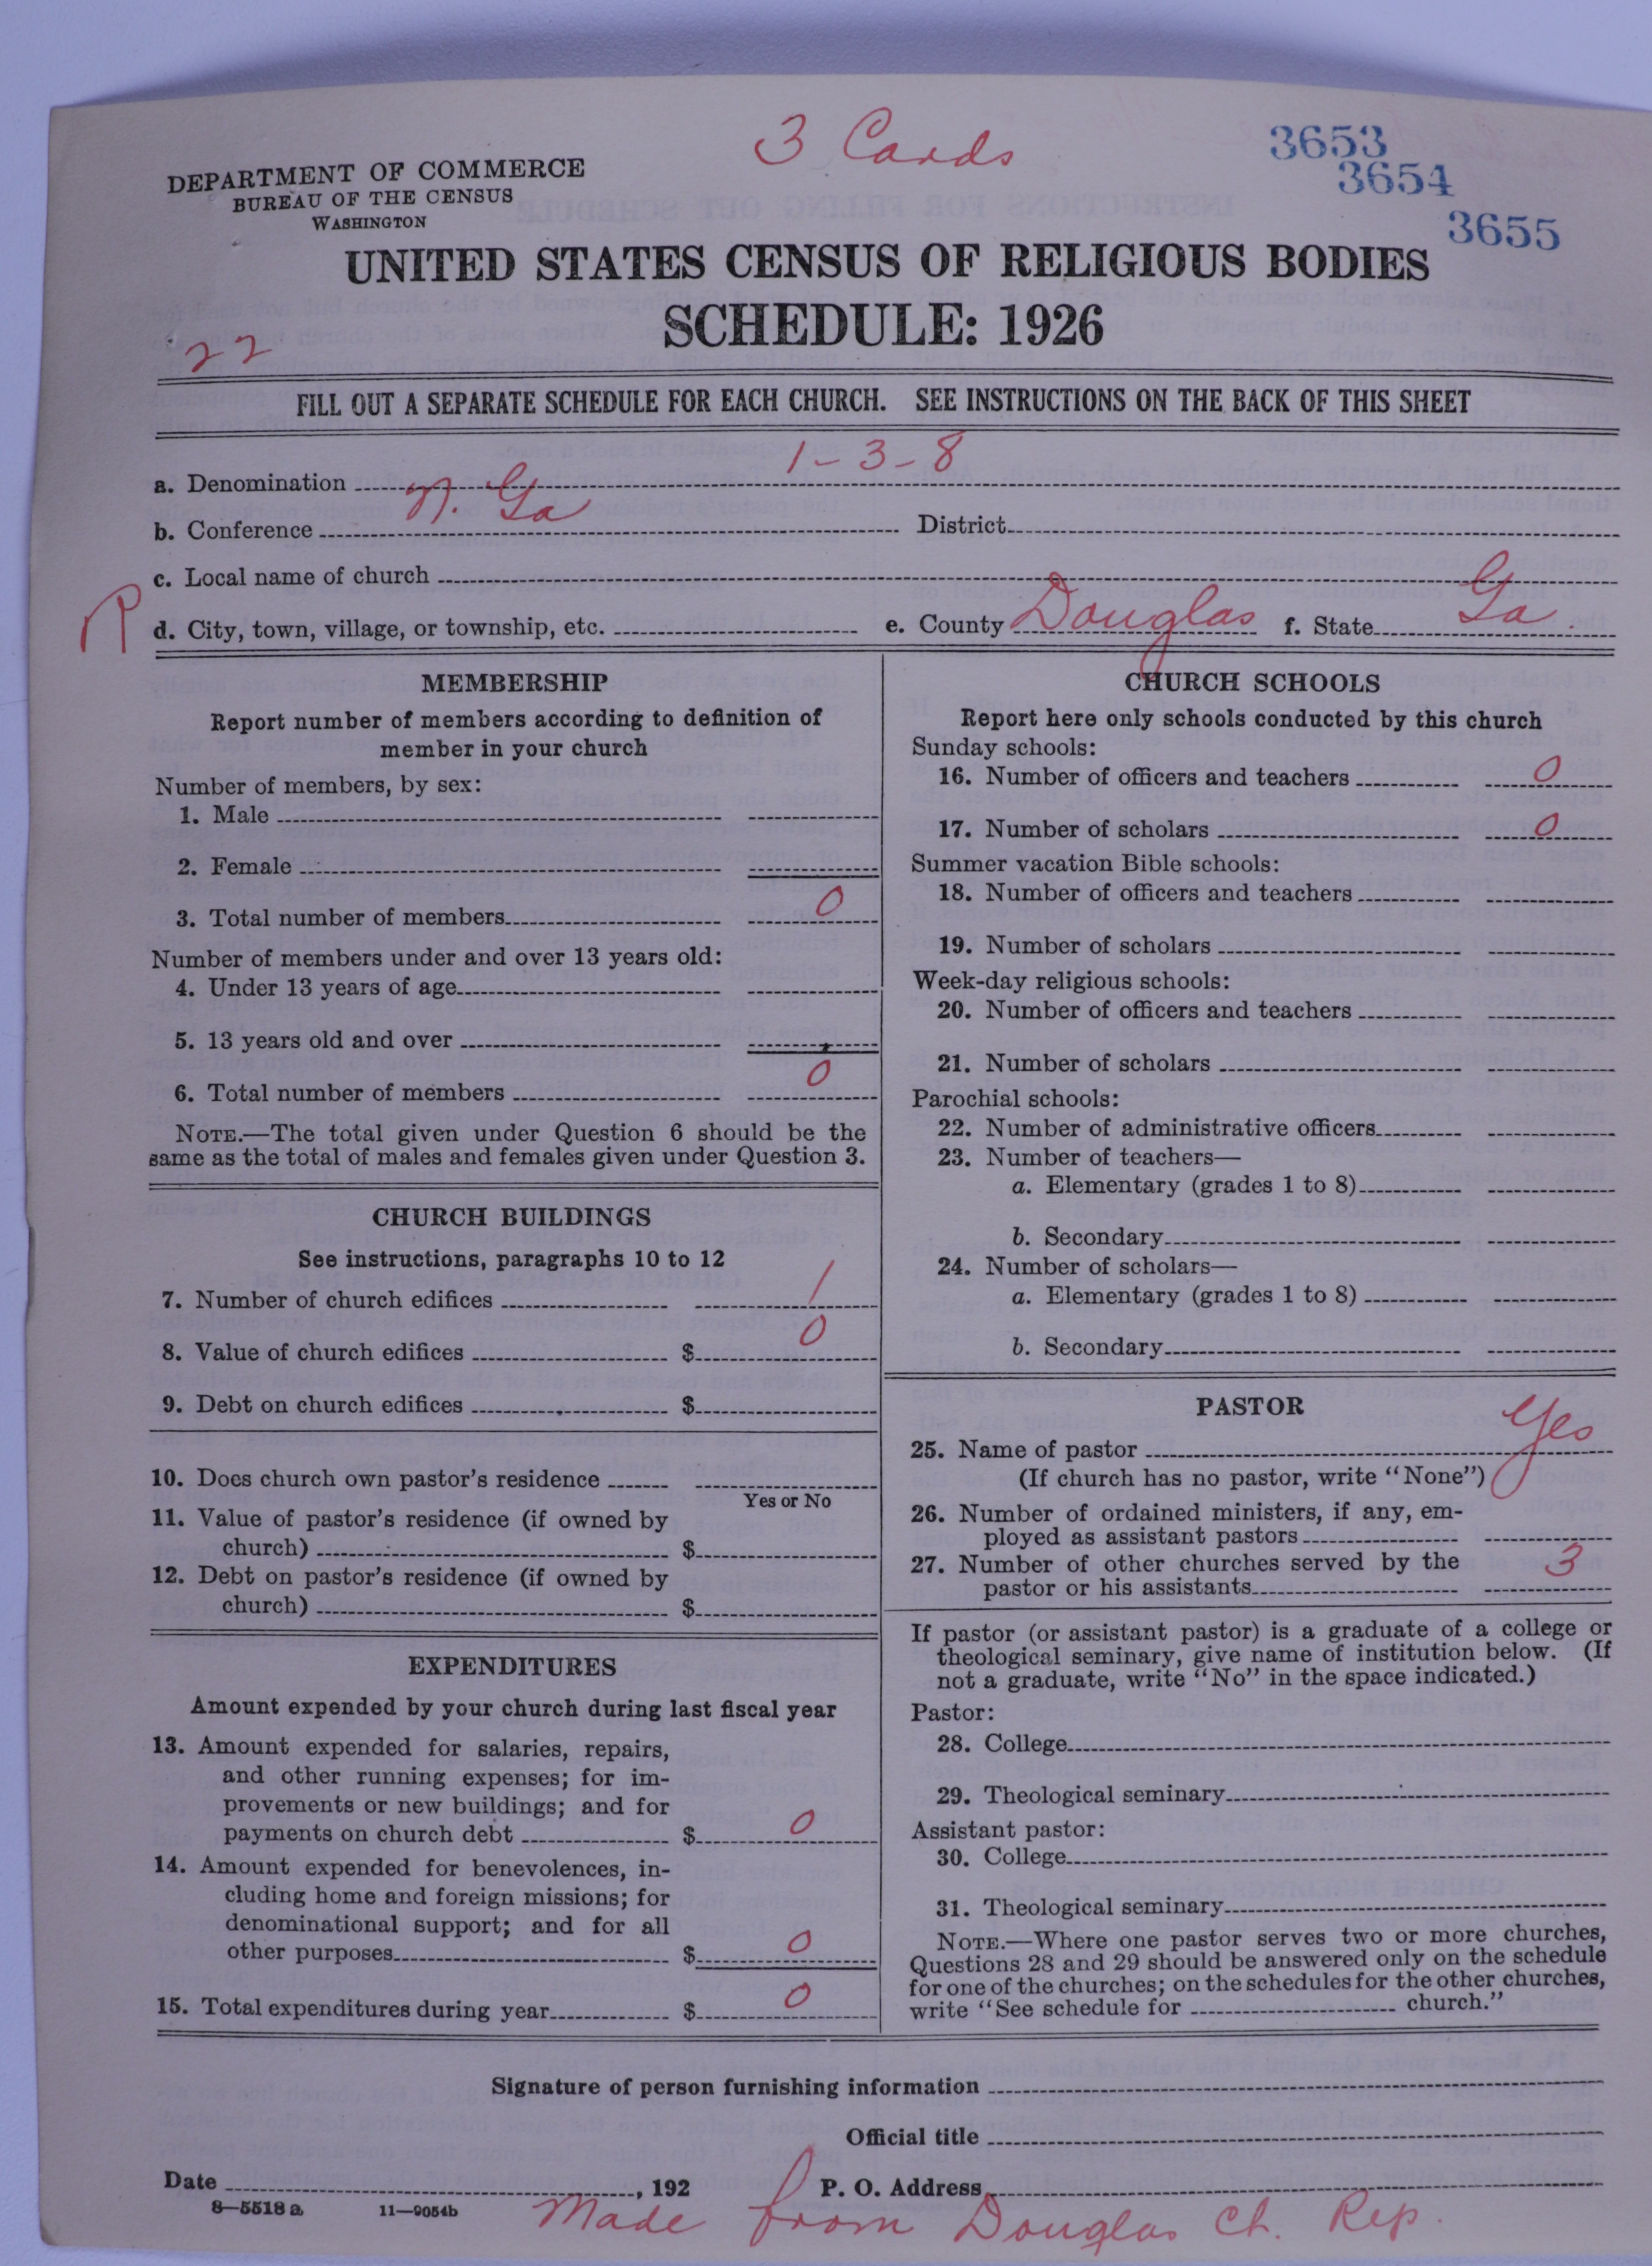 3 Cards
3653
3654
3655
DEPARTMENT OF COMMERCE
BUREAU OF THE CENSUS
WASHINGTON
UNITED STATES CENSUS OF RELIGIOUS BODIES
SCHEDULE: 1926
22
FILL OUT A SEPARATE SCHEDULE FOR EACH CHURCH. SEE INSTRUCTIONS ON THE BACK OF THIS SHEET
a. Denomination 1-3-8
b. Conference N. Ga District
c. Local name of church
R
d. City, town, village, or township, etc. e. County Douglas f. State Ga.
MEMBERSHIP
Report number of members according to definition of
member in your church
Number of members, by sex:
1. Male
2. Female
3. Total number of members 0
Number of members under and over 13 years old:
4. Under 13 years of age
5. 13 years old and over
6. Total number of members 0
NOTE.—The total given under Question 6 should be the
same as the total of males and females given under Question 3.
CHURCH BUILDINGS
See instructions, paragraphs 10 to 12
7. Number of church edifices 1
8. Value of church edifices $ 0
9. Debt on church edifices $
10. Does church own pastor's residence
Yes or No
11. Value of pastor's residence (if owned by
church) $
12. Debt on pastor's residence (if owned by
church) $
EXPENDITURES
Amount expended by your church during last fiscal year
13. Amount expended for salaries, repairs,
and other running expenses; for im-
provements or new buildings; and for
payments on church debt $ 0
14. Amount expended for benevolences, in-
cluding home and foreign missions; for
denominational support; and for all
other purposes $ 0
15. Total expenditures during year $ 0
CHURCH SCHOOLS
Report here only schools conducted by this church
Sunday schools:
16. Number of officers and teachers 0
17. Number of scholars 0
Summer vacation Bible schools:
18. Number of officers and teachers
19. Number of scholars
Week-day religious schools:
20. Number of officers and teachers
21. Number of scholars
Parochial schools:
22. Number of administrative officers
23. Number of teachers—
a. Elementary (grades 1 to 8)
b. Secondary
24. Number of scholars—
a. Elementary (grades 1 to 8)
b. Secondary
PASTOR
25. Name of pastor Yes
(If church has no pastor, write "None")
26. Number of ordained ministers, if any, em-
ployed as assistant pastors
27. Number of other churches served by the
pastor or his assistants 3
If pastor (or assistant pastor) is a graduate of a college or
theological seminary, give name of institution below. (If
not a graduate, write "No" in the space indicated.)
Pastor:
28. College
29. Theological seminary
Assistant pastor:
30. College
31. Theological seminary
NOTE.—Where one pastor serves two or more churches,
Questions 28 and 29 should be answered only on the schedule
for one of the churches; on the schedules for the other churches,
write "See schedule for church."
Signature of person furnishing information
Official title
Date , 192 P. O. Address
8—5518 a 11—9054b
Made from Douglas Ch. Rep.